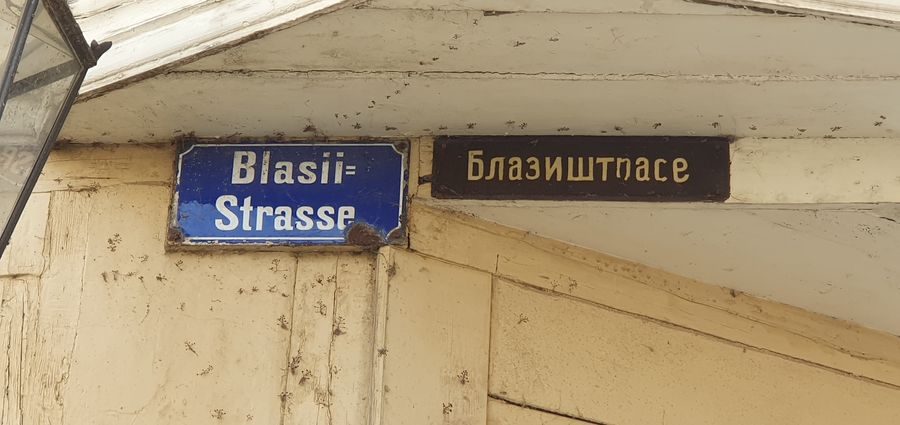 Blasii=
Strasse
Блазиштпасе